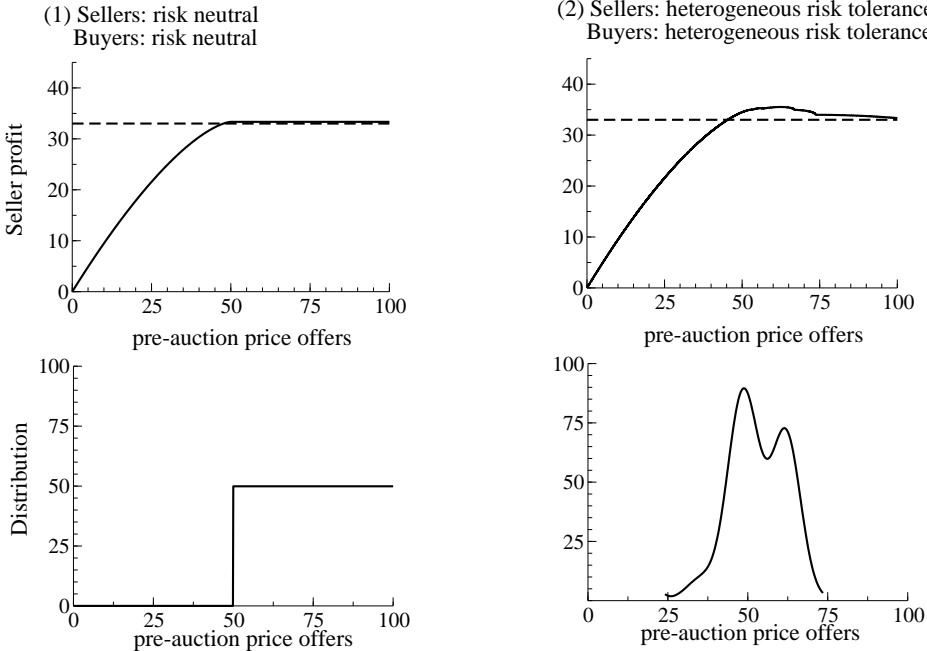 (1) Sellers: risk neutral
Buyers: risk neutral
40
30
20
10
0
Seller profit
0 25 50 75 100
pre-auction price offers
(2) Sellers: heterogeneous risk tolerance
Buyers: heterogeneous risk tolerance
40
30
20
10
0
0 25 50 75 100
pre-auction price offers
100
75
50
25
0
Distribution
0 25 50 75 100
pre-auction price offers
100
75
50
25
0 25 50 75 100
pre-auction price offers